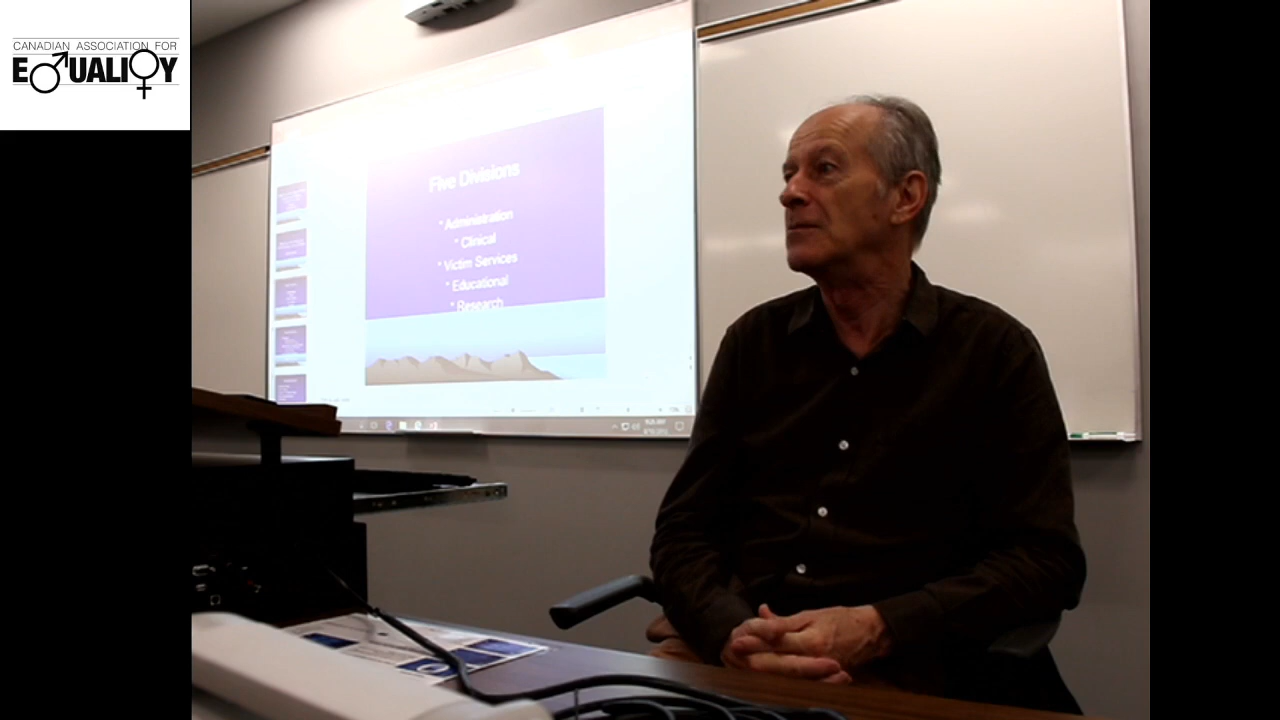 CANADIAN ASSOCIATION FOR
EQUALITY
Five Divisions
* Administration
* Clinical
* Victim Services
* Educational
* Research